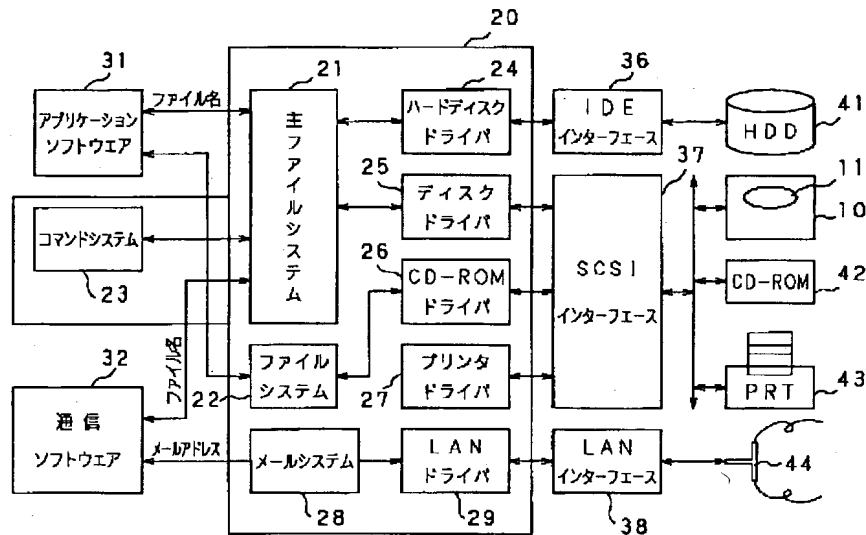 20
31
21
24
36
41
ファイル名
アプリケーション
ソフトウエア
主ファイルシステム
ハードディスク
ドライバ
IDE
インターフェース
HDD
25
37
11
10
ディスク
ドライバ
コマンドシステム
23
26
CD-ROM
ドライバ
SCSI
インターフェース
CD-ROM
42
32
ファイル名
ファイル
システム
22
プリンタ
ドライバ
27
PRT
43
通信
ソフトウエア
メールアドレス
メールシステム
28
LAN
ドライバ
29
LAN
インターフェース
38
44